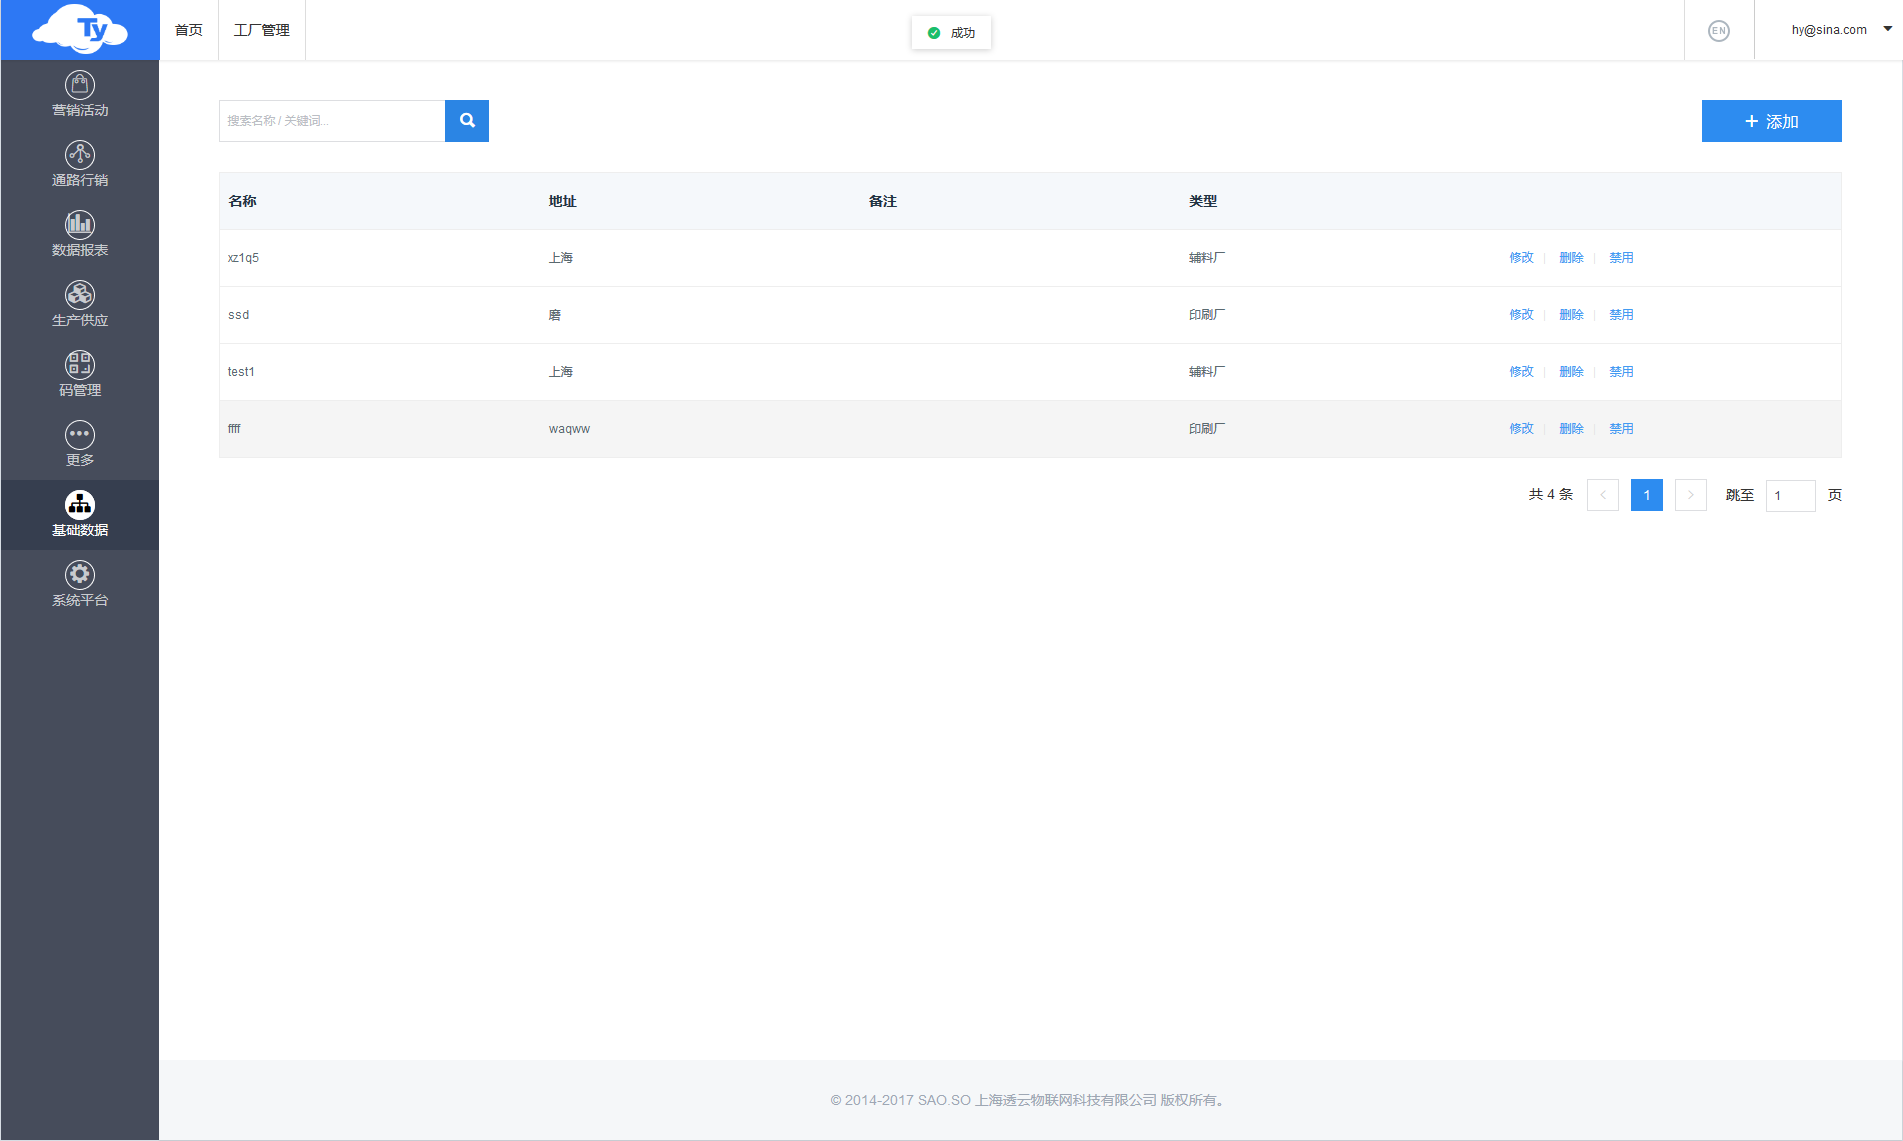 Ty 首页 工厂管理 成功 EN hy@sina.com
营销活动
通路行销
数据报表
生产供应
码管理
更多
基础数据
系统平台
搜索名称 / 关键词...
+ 添加
名称 地址 备注 类型
xz1q5 上海 辅料厂 修改 删除 禁用
ssd 磨 印刷厂 修改 删除 禁用
test1 上海 辅料厂 修改 删除 禁用
ffff waqww 印刷厂 修改 删除 禁用
共 4 条 < 1 > 跳至 1 页
© 2014-2017 SAO.SO 上海透云物联网科技有限公司 版权所有。